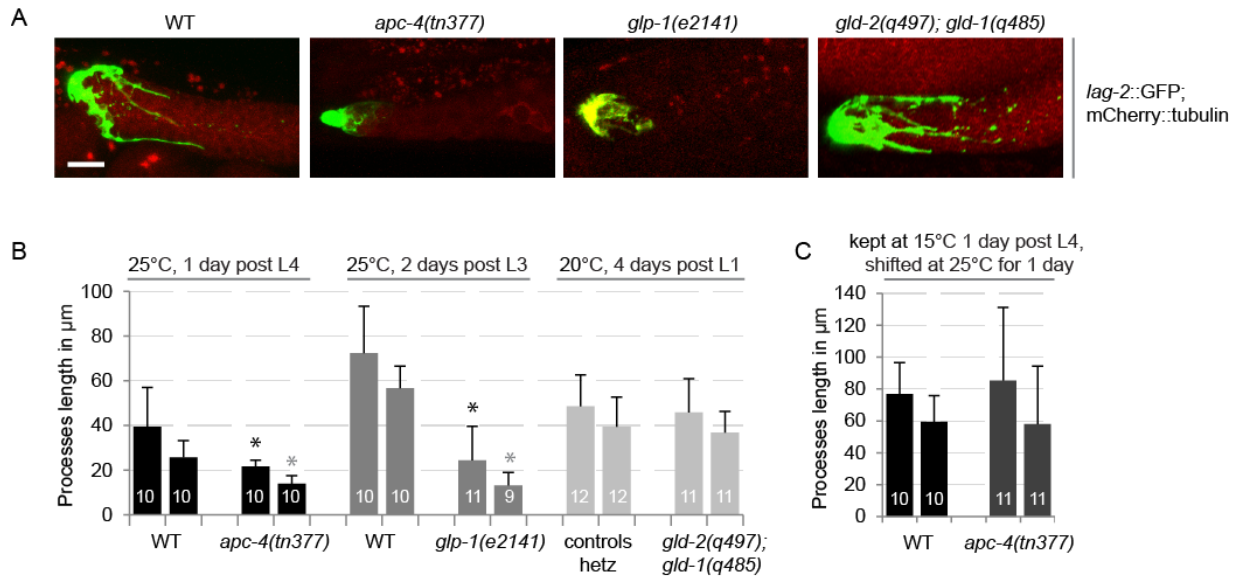 A
WT
apc-4(tn377)
glp-1(e2141)
gld-2(q497); gld-1(q485)
lag-2::GFP;
mCherry::tubulin
B
25°C, 1 day post L4
25°C, 2 days post L3
20°C, 4 days post L1
Processes length in µm
100
80
60
40
20
0
*
*
*
*
10
10
10
10
10
10
11
9
12
12
11
11
WT
apc-4(tn377)
WT
glp-1(e2141)
controls
hetz
gld-2(q497);
gld-1(q485)
C
kept at 15°C 1 day post L4,
shifted at 25°C for 1 day
Processes length in µm
140
120
100
80
60
40
20
0
10
10
11
11
WT
apc-4(tn377)